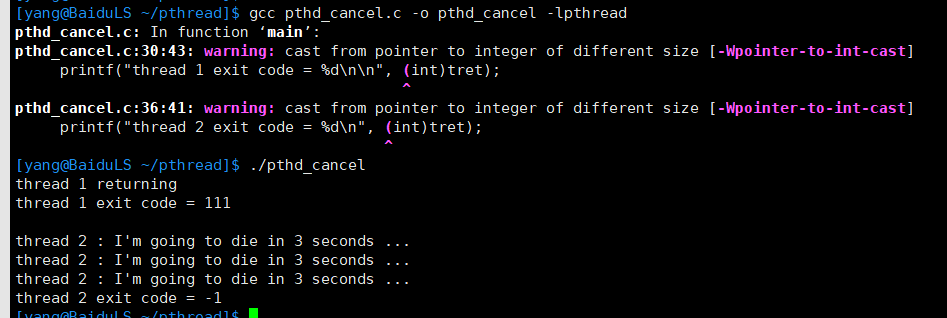 [yang@BaiduLS ~/pthread]$ gcc pthd_cancel.c -o pthd_cancel -lpthread
pthd_cancel.c: In function ‘main’:
pthd_cancel.c:30:43: warning: cast from pointer to integer of different size [-Wpointer-to-int-cast]
     printf("thread 1 exit code = %d\n\n", (int)tret);
                                           ^
pthd_cancel.c:36:41: warning: cast from pointer to integer of different size [-Wpointer-to-int-cast]
     printf("thread 2 exit code = %d\n", (int)tret);
                                         ^
[yang@BaiduLS ~/pthread]$ ./pthd_cancel
thread 1 returning
thread 1 exit code = 111

thread 2 : I'm going to die in 3 seconds ...
thread 2 : I'm going to die in 3 seconds ...
thread 2 : I'm going to die in 3 seconds ...
thread 2 exit code = -1
[yang@BaiduLS ~/pthread]$